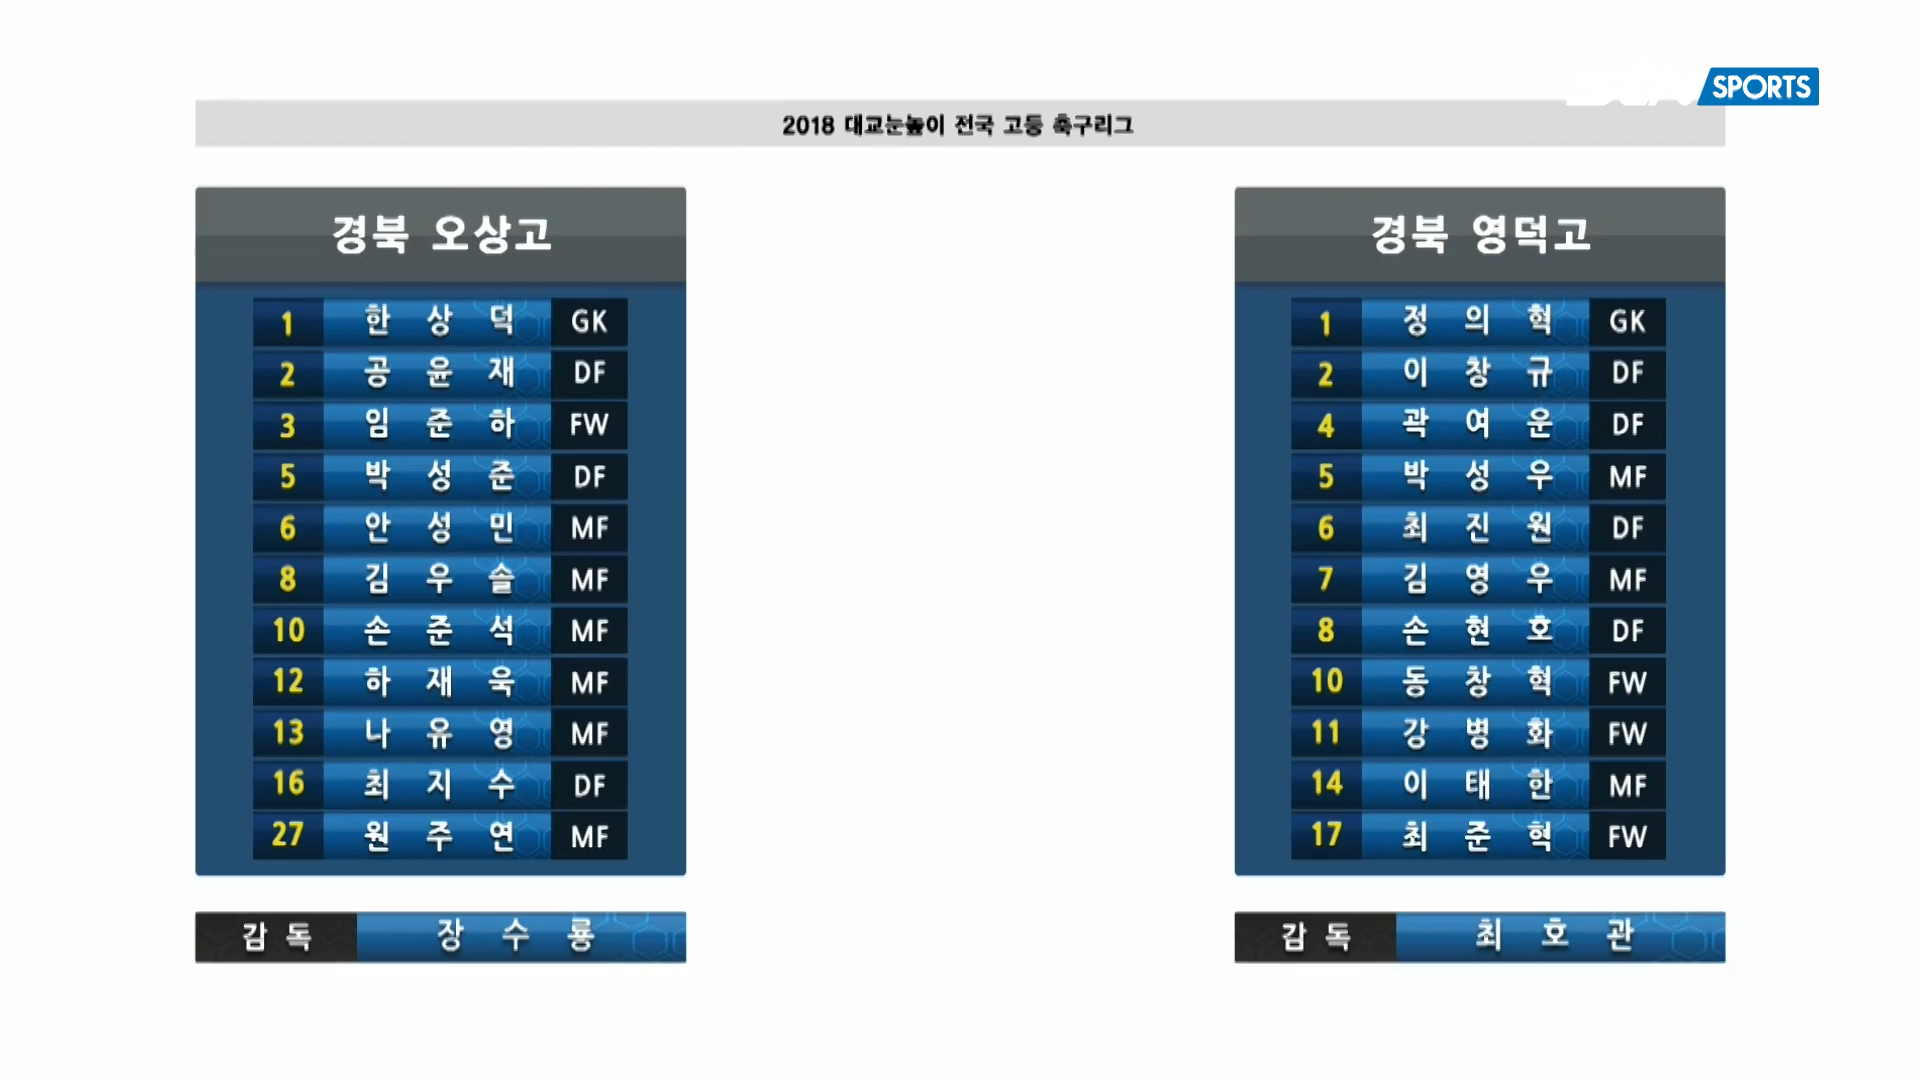 SPORTS
2018 대교눈높이 전국 고등 축구리그
경북 오상고
1 한상덕 GK
2 공윤재 DF
3 임준하 FW
5 박성준 DF
6 안성민 MF
8 김우솔 MF
10 손준석 MF
12 하재욱 MF
13 나유영 MF
16 최지수 DF
27 원주연 MF
감독 장수룡
경북 영덕고
1 정의혁 GK
2 이창규 DF
4 곽여운 DF
5 박성우 MF
6 최진원 DF
7 김영우 MF
8 손현호 DF
10 동창혁 FW
11 강병화 FW
14 이태한 MF
17 최준혁 FW
감독 최호관